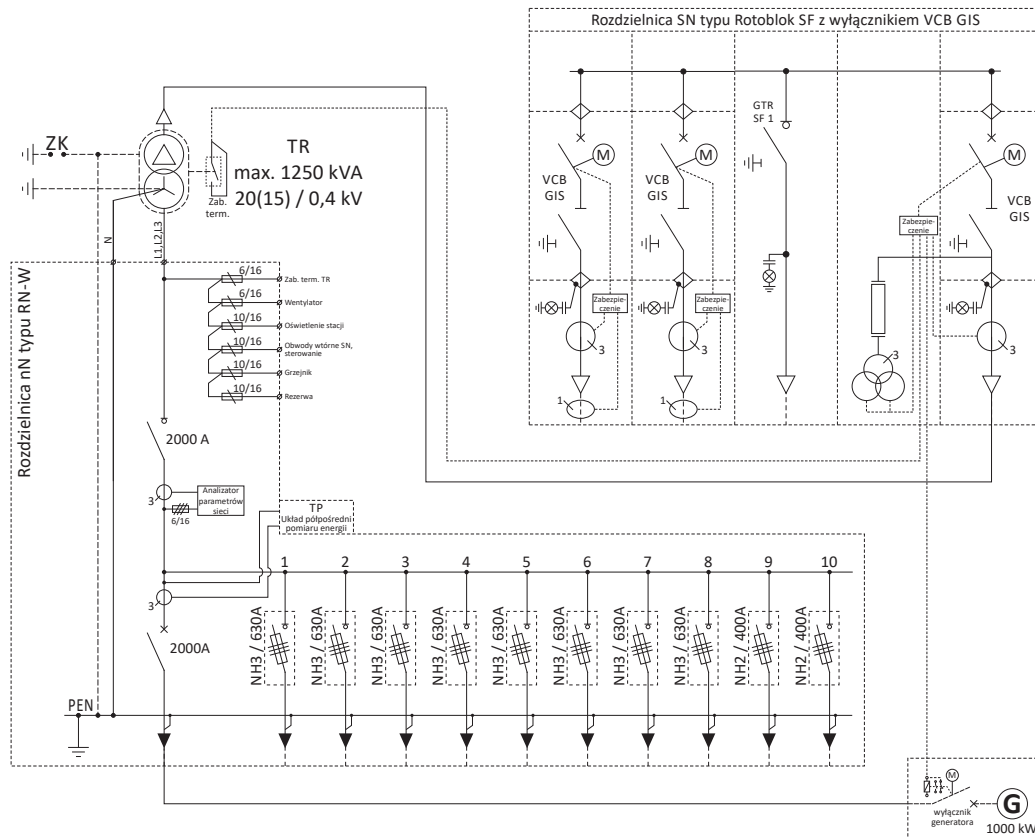 Rozdzielnica SN typu Rotoblok SF z wyłącznikiem VCB GIS
GTR
SF 1
M
VCB
GIS
M
VCB
GIS
M
VCB
GIS
Zabezpie-
czenie
Zabezpie-
czenie
Zabezpie-
czenie
3
3
3
3
1
1
ZK
TR
max. 1250 kVA
20(15) / 0,4 kV
Zab.
term.
N
L1,L2,L3
Rozdzielnica nN typu RN-W
6/16
Zab. term. TR
6/16
Wentylator
10/16
Oświetlenie stacji
10/16
Obwody wtórne SN,
sterowanie
10/16
Grzejnik
10/16
Rezerwa
2000 A
3
Analizator
parametrów
sieci
6/16
TP
Układ półpośredni
pomiaru energii
3
2000A
1
2
3
4
5
6
7
8
9
10
NH3 / 630A
NH3 / 630A
NH3 / 630A
NH3 / 630A
NH3 / 630A
NH3 / 630A
NH3 / 630A
NH3 / 630A
NH2 / 400A
NH2 / 400A
PEN
M
wyłącznik
generatora
G
1000 kW